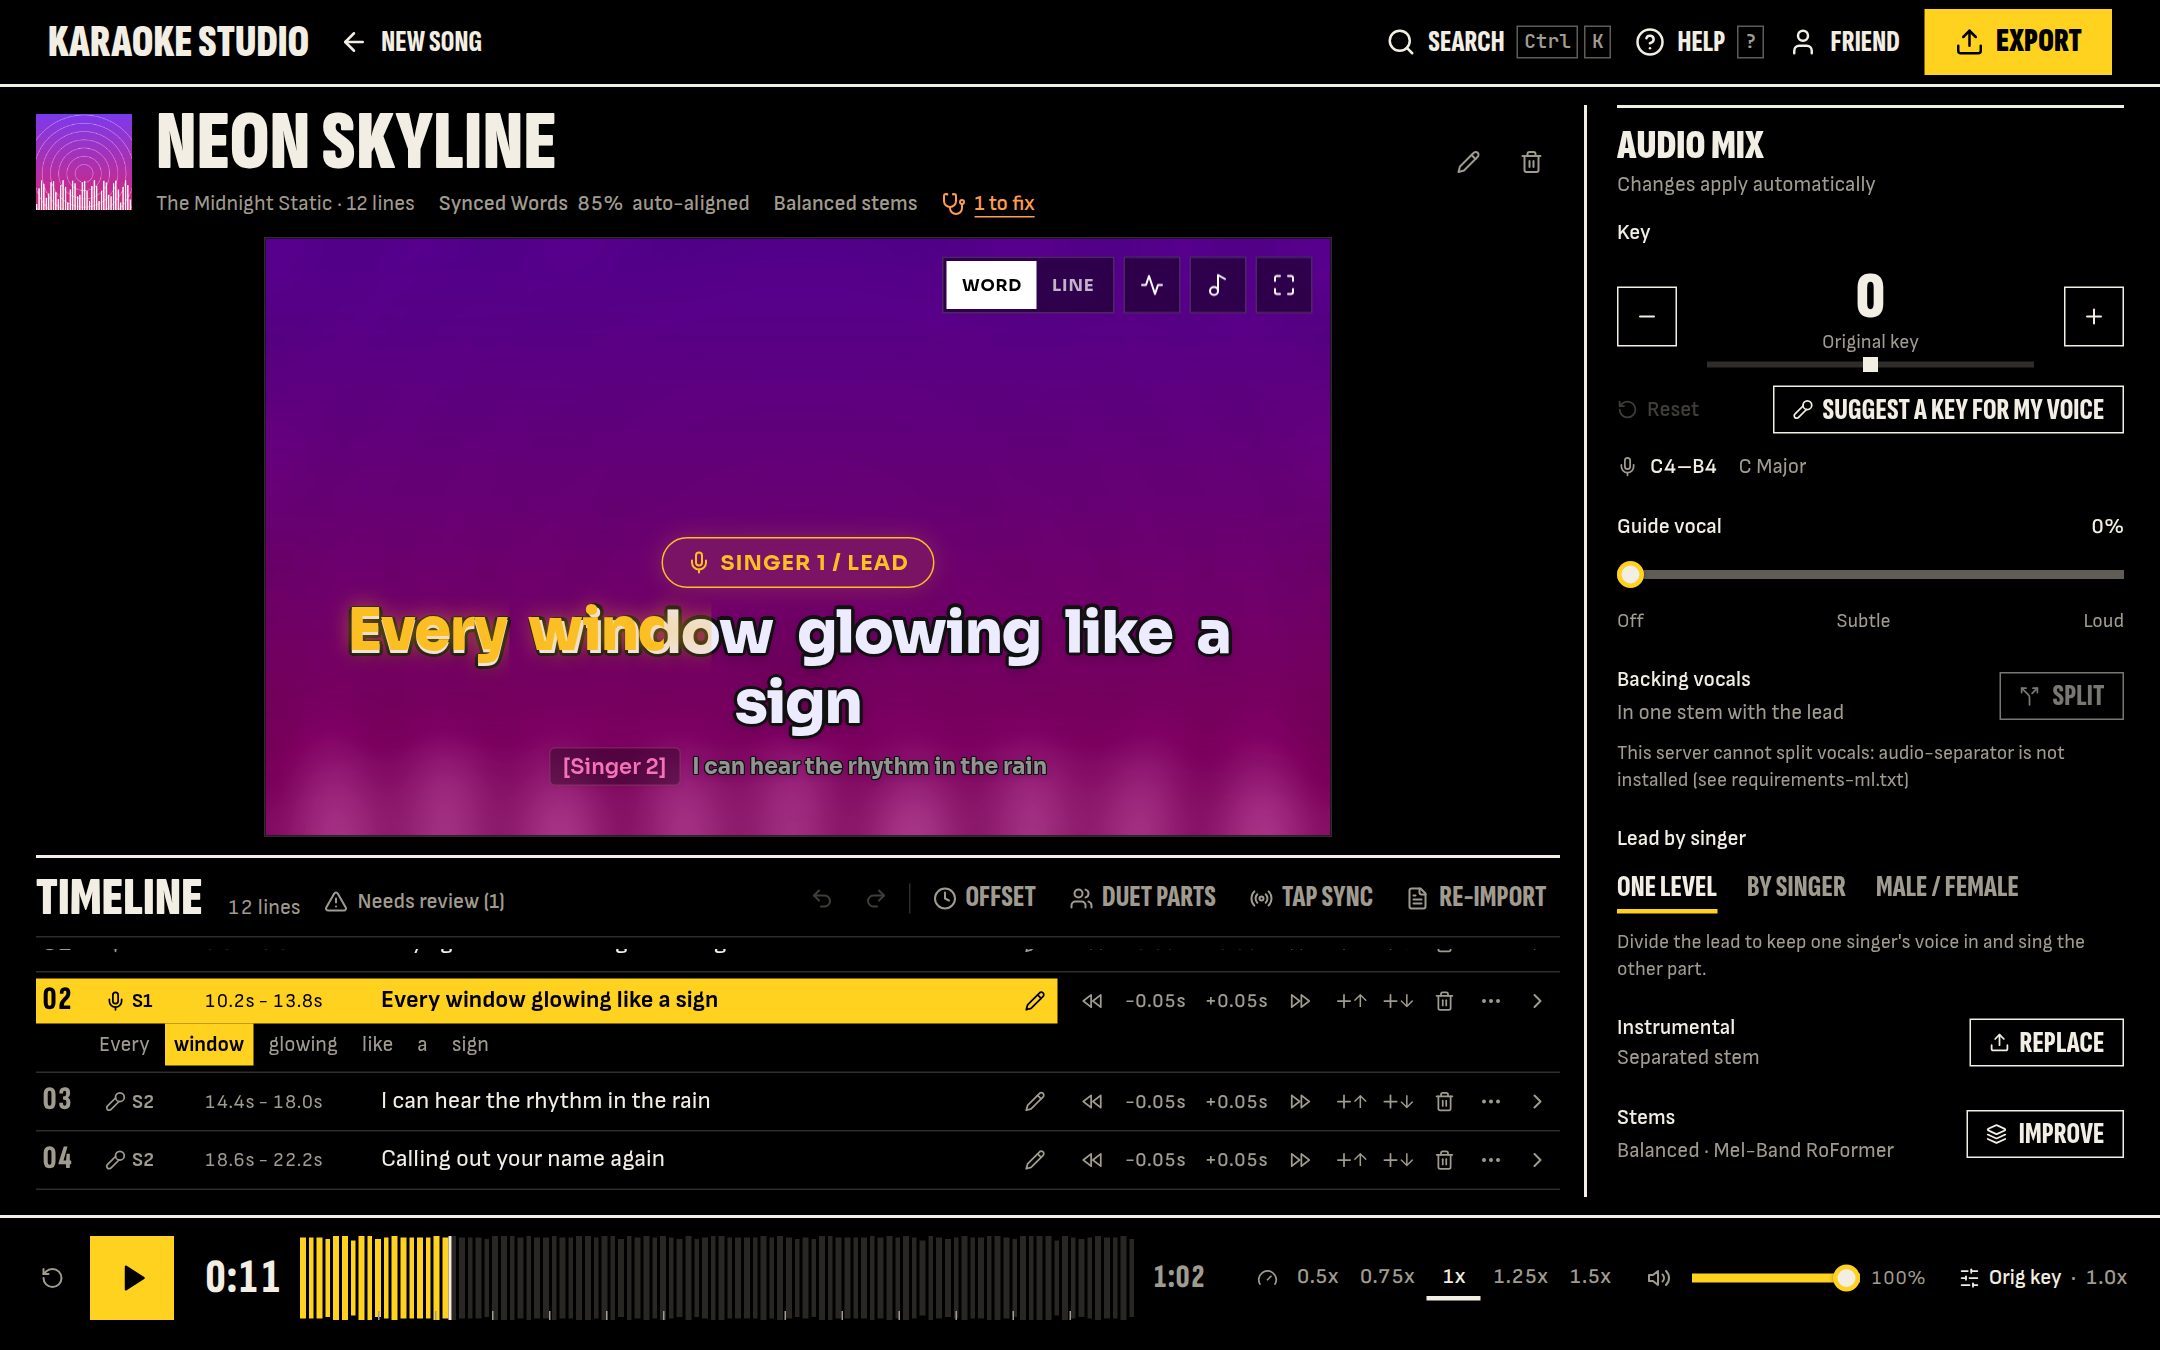 KARAOKE STUDIO NEW SONG SEARCH Ctrl K HELP ? FRIEND EXPORT
NEON SKYLINE
The Midnight Static · 12 lines Synced Words 85% auto-aligned Balanced stems 1 to fix
WORD LINE
SINGER 1 / LEAD
Every window glowing like a
sign
[Singer 2] I can hear the rhythm in the rain
TIMELINE 12 lines Needs review (1) OFFSET DUET PARTS TAP SYNC RE-IMPORT
02 S1 10.2s - 13.8s Every window glowing like a sign -0.05s +0.05s
Every window glowing like a sign
03 S2 14.4s - 18.0s I can hear the rhythm in the rain -0.05s +0.05s
04 S2 18.6s - 22.2s Calling out your name again -0.05s +0.05s
AUDIO MIX
Changes apply automatically
Key
0
Original key
Reset SUGGEST A KEY FOR MY VOICE
C4–B4 C Major
Guide vocal 0%
Off Subtle Loud
Backing vocals
In one stem with the lead
SPLIT
This server cannot split vocals: audio-separator is not
installed (see requirements-ml.txt)
Lead by singer
ONE LEVEL BY SINGER MALE / FEMALE
Divide the lead to keep one singer's voice in and sing the
other part.
Instrumental
Separated stem
REPLACE
Stems
Balanced · Mel-Band RoFormer
IMPROVE
0:11 1:02 0.5x 0.75x 1x 1.25x 1.5x 100% Orig key · 1.0x